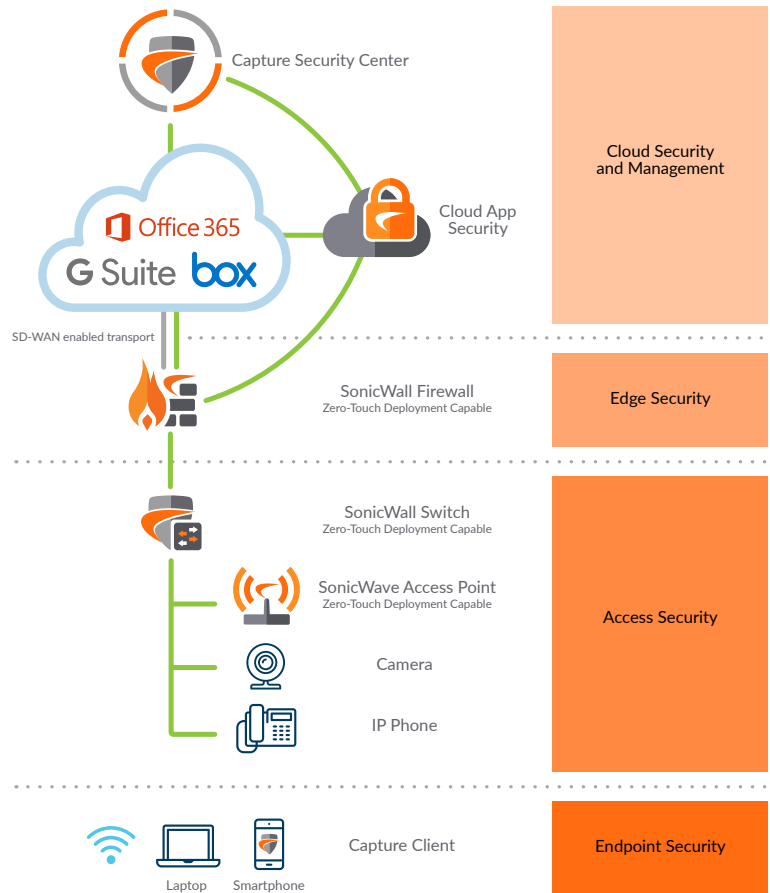 Capture Security Center
Cloud Security
and Management
Office 365
G Suite box
Cloud App
Security
SD-WAN enabled transport
SonicWall Firewall
Zero-Touch Deployment Capable
Edge Security
SonicWall Switch
Zero-Touch Deployment Capable
SonicWave Access Point
Zero-Touch Deployment Capable
Access Security
Camera
IP Phone
Capture Client
Endpoint Security
Laptop
Smartphone